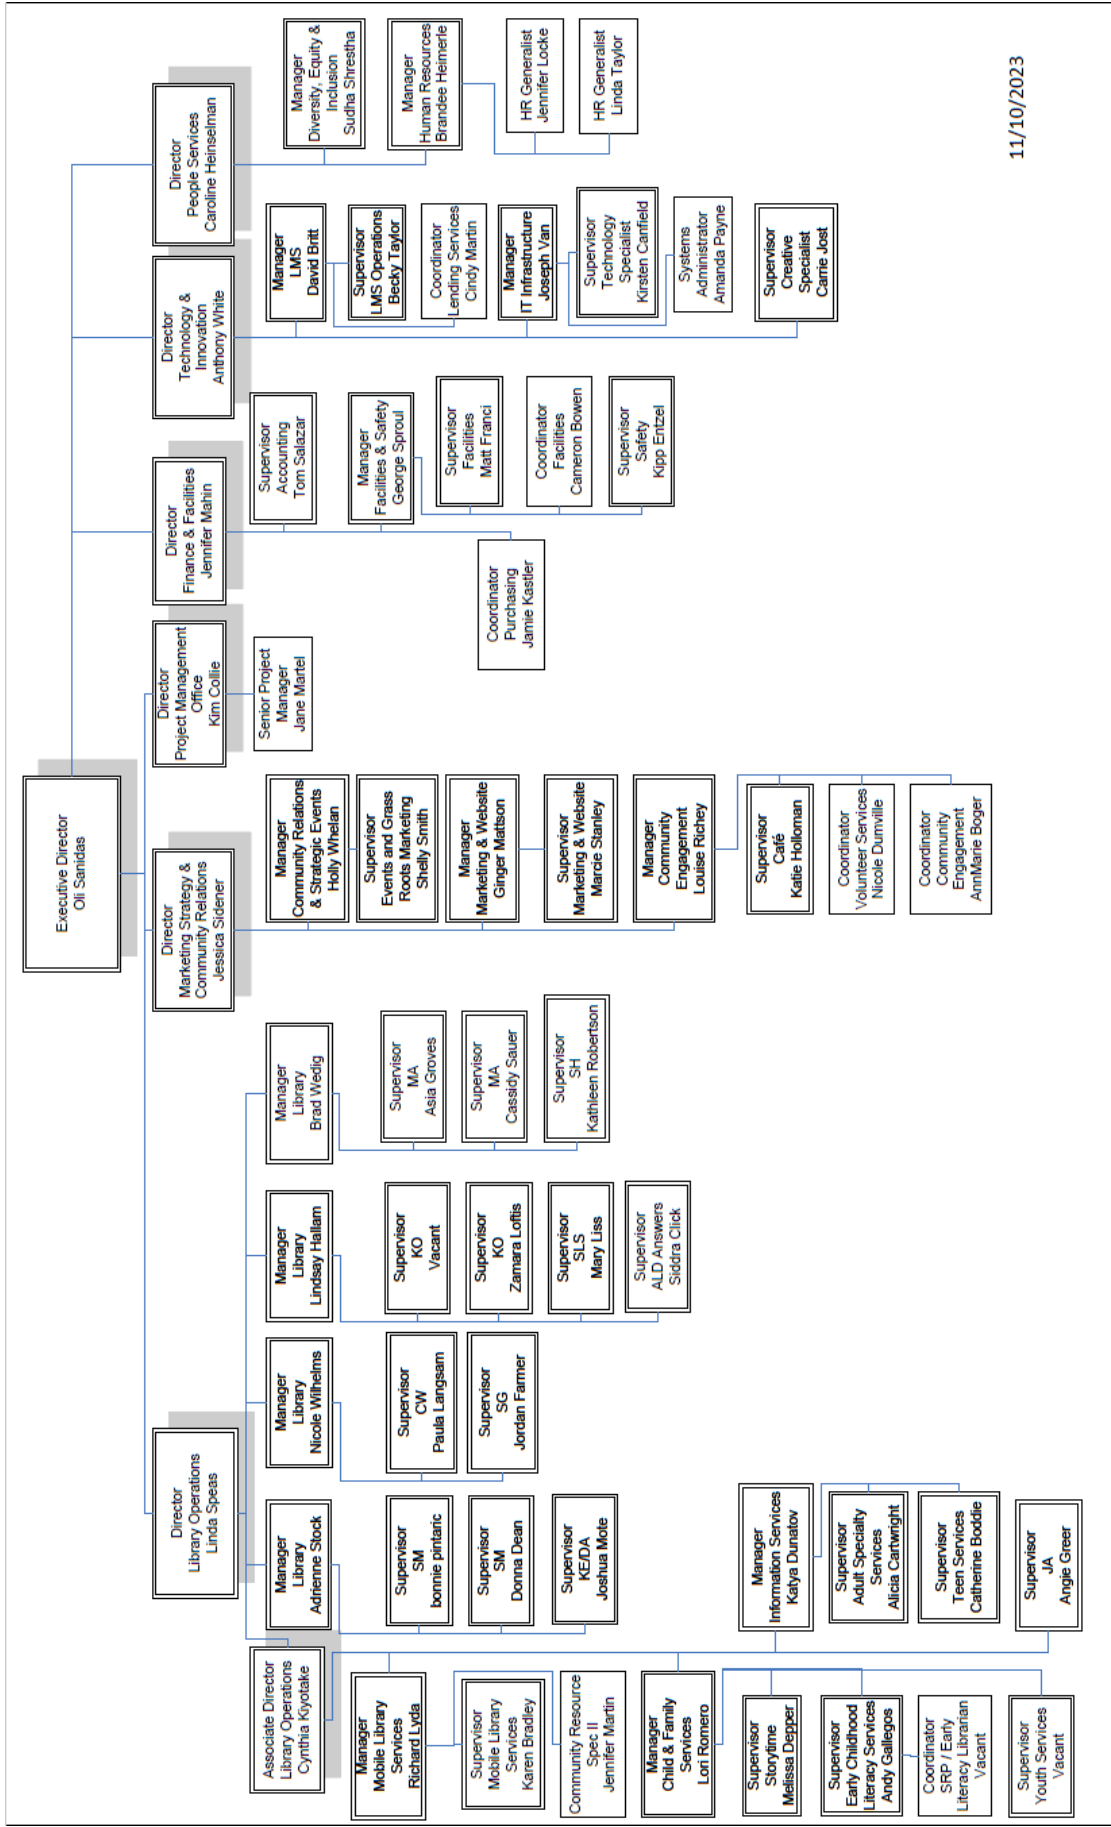 Executive Director
Oli Sanidas
Director
Library Operations
Linda Speas
Director
Marketing Strategy &
Community Relations
Jessica Sidener
Director
Project Management
Office
Kim Collie
Director
Finance & Facilities
Jennifer Mahin
Director
Technology &
Innovation
Anthony White
Director
People Services
Caroline Heinselman
Associate Director
Library Operations
Cynthia Kiyotake
Manager
Mobile Library
Services
Richard Lyda
Supervisor
Mobile Library
Services
Karen Bradley
Community Resource
Spec II
Jennifer Martin
Manager
Child & Family
Services
Lori Romero
Supervisor
Storytime
Melissa Depper
Supervisor
Early Childhood
Literacy Services
Andy Gallegos
Coordinator
SRP / Early
Literacy Librarian
Vacant
Supervisor
Youth Services
Vacant
Manager
Information Services
Katya Dunatov
Supervisor
Adult Specialty
Services
Alicia Cartwright
Supervisor
Teen Services
Catherine Boddie
Supervisor
JA
Angie Greer
Manager
Library
Adrienne Stock
Supervisor
SM
bonnie pintaric
Supervisor
SM
Donna Dean
Supervisor
KE/DA
Joshua Mote
Manager
Library
Nicole Wilhelms
Supervisor
CW
Paula Langsam
Supervisor
SG
Jordan Farmer
Manager
Library
Lindsay Hallam
Supervisor
KO
Vacant
Supervisor
KO
Zamara Loftis
Supervisor
SLS
Mary Liss
Supervisor
ALD Answers
Siddra Click
Manager
Library
Brad Wedig
Supervisor
MA
Asia Groves
Supervisor
MA
Cassidy Sauer
Supervisor
SH
Kathleen Robertson
Manager
Community Relations
& Strategic Events
Holly Whelan
Supervisor
Events and Grass
Roots Marketing
Shelly Smith
Manager
Marketing & Website
Ginger Mattson
Supervisor
Marketing & Website
Marcie Stanley
Manager
Community
Engagement
Louise Richey
Supervisor
Café
Katie Holloman
Coordinator
Volunteer Services
Nicole Dumville
Coordinator
Community
Engagement
AnnMarie Boger
Senior Project
Manager
Jane Martel
Supervisor
Accounting
Tom Salazar
Manager
Facilities & Safety
George Sproul
Supervisor
Facilities
Matt Franci
Coordinator
Facilities
Cameron Bowen
Supervisor
Safety
Kipp Entzel
Coordinator
Purchasing
Jamie Kastler
Manager
LMS
David Britt
Supervisor
LMS Operations
Becky Taylor
Coordinator
Lending Services
Cindy Martin
Manager
IT Infrastructure
Joseph Van
Supervisor
Technology
Specialist
Kirsten Canfield
Systems
Administrator
Amanda Payne
Supervisor
Creative
Specialist
Carrie Jost
Manager
Diversity, Equity &
Inclusion
Sudha Shrestha
Manager
Human Resources
Brandee Heimerle
HR Generalist
Jennifer Locke
HR Generalist
Linda Taylor
11/10/2023